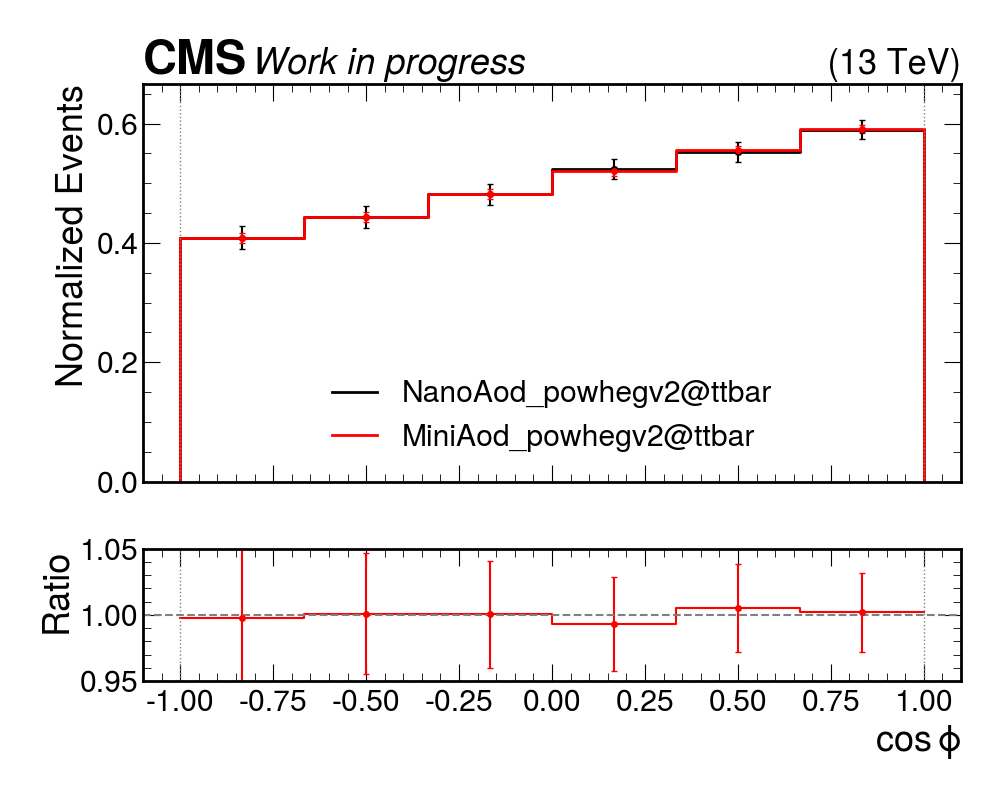 CMS Work in progress (13 TeV)
Normalized Events
0.6
0.4
0.2
0.0
NanoAod_powhegv2@ttbar
MiniAod_powhegv2@ttbar
Ratio
1.05
1.00
0.95
-1.00 -0.75 -0.50 -0.25 0.00 0.25 0.50 0.75 1.00
cos ϕ